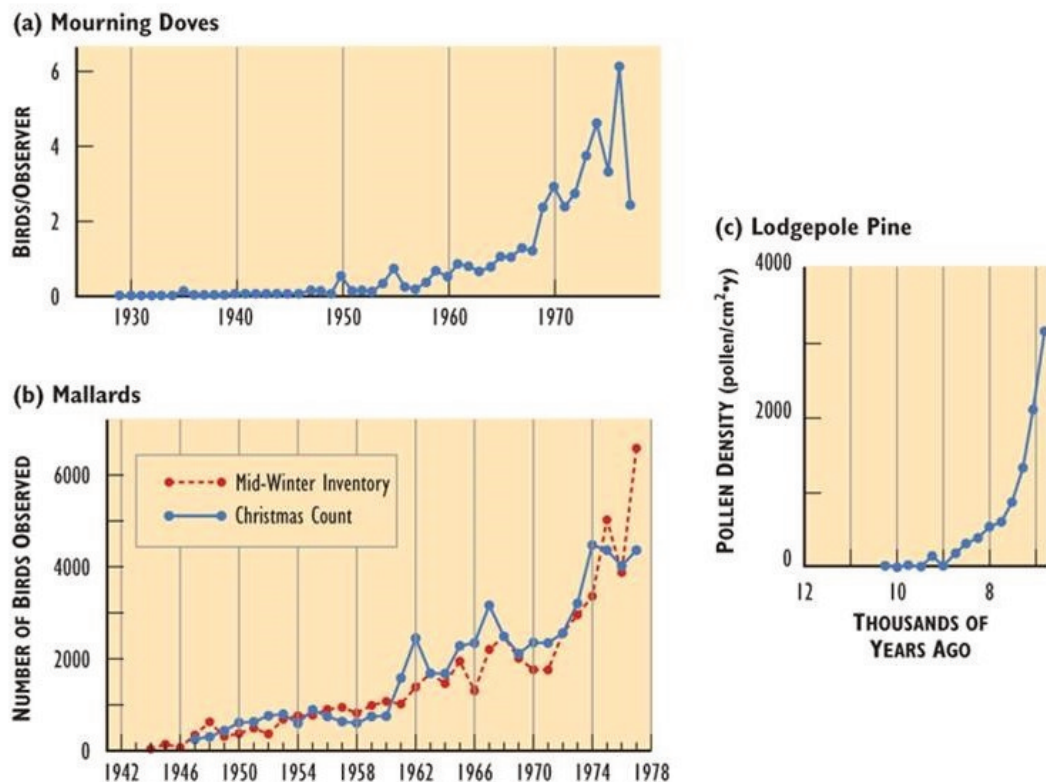 (a) Mourning Doves
BIRDS/OBSERVER
6
4
2
0
1930 1940 1950 1960 1970
(b) Mallards
NUMBER OF BIRDS OBSERVED
6000
4000
2000
0
Mid-Winter Inventory
Christmas Count
1942 1946 1950 1954 1958 1962 1966 1970 1974 1978
(c) Lodgepole Pine
POLLEN DENSITY (pollen/cm²•y)
4000
2000
0
12 10 8
THOUSANDS OF
YEARS AGO